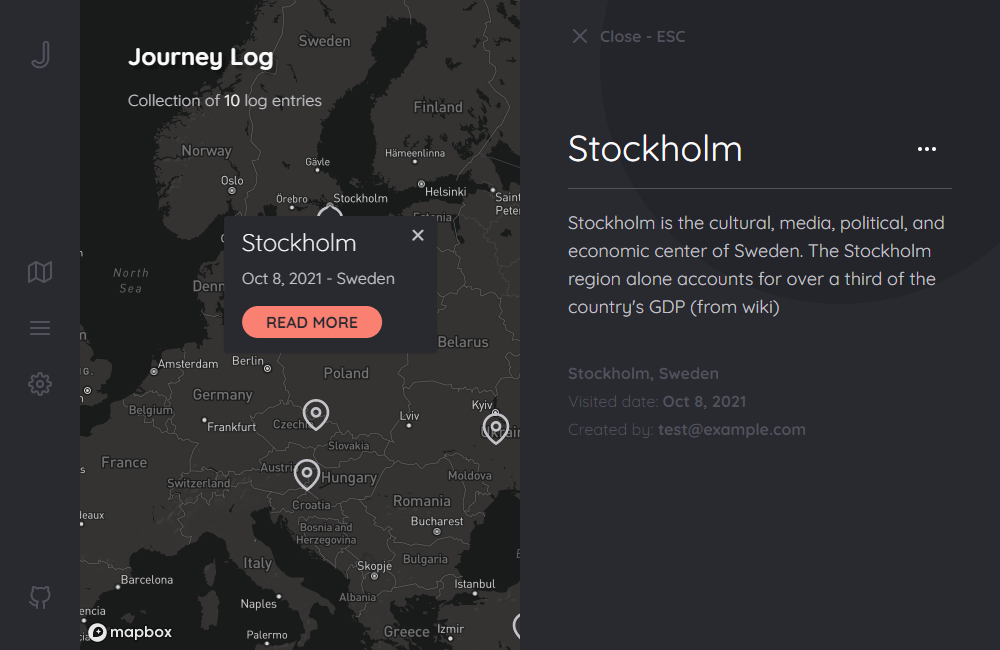 Journey Log
Collection of 10 log entries
Sweden
Finland
Norway
Gävle
Hämeenlinna
Oslo
Örebro
Stockholm
Helsinki
Saint
Peter
Estonia
North
Sea
Denn
Stockholm
Oct 8, 2021 - Sweden
READ MORE
Belarus
Amsterdam
Berlin
Poland
Germany
Belgium
Frankfurt
Czechi
Lviv
Kyiv
Ukrain
Slovakia
France
Austri
Hungary
Moldova
Switzerland
Croatia
Romania
Bucharest
Bosnia and
Herzegovina
Italy
Skopje
Bulgaria
Barcelona
Albania
Istanbul
Naples
Palermo
Greece
Izmir
encia
deaux
mapbox
Close - ESC
Stockholm
Stockholm is the cultural, media, political, and
economic center of Sweden. The Stockholm
region alone accounts for over a third of the
country's GDP (from wiki)
Stockholm, Sweden
Visited date: Oct 8, 2021
Created by: test@example.com